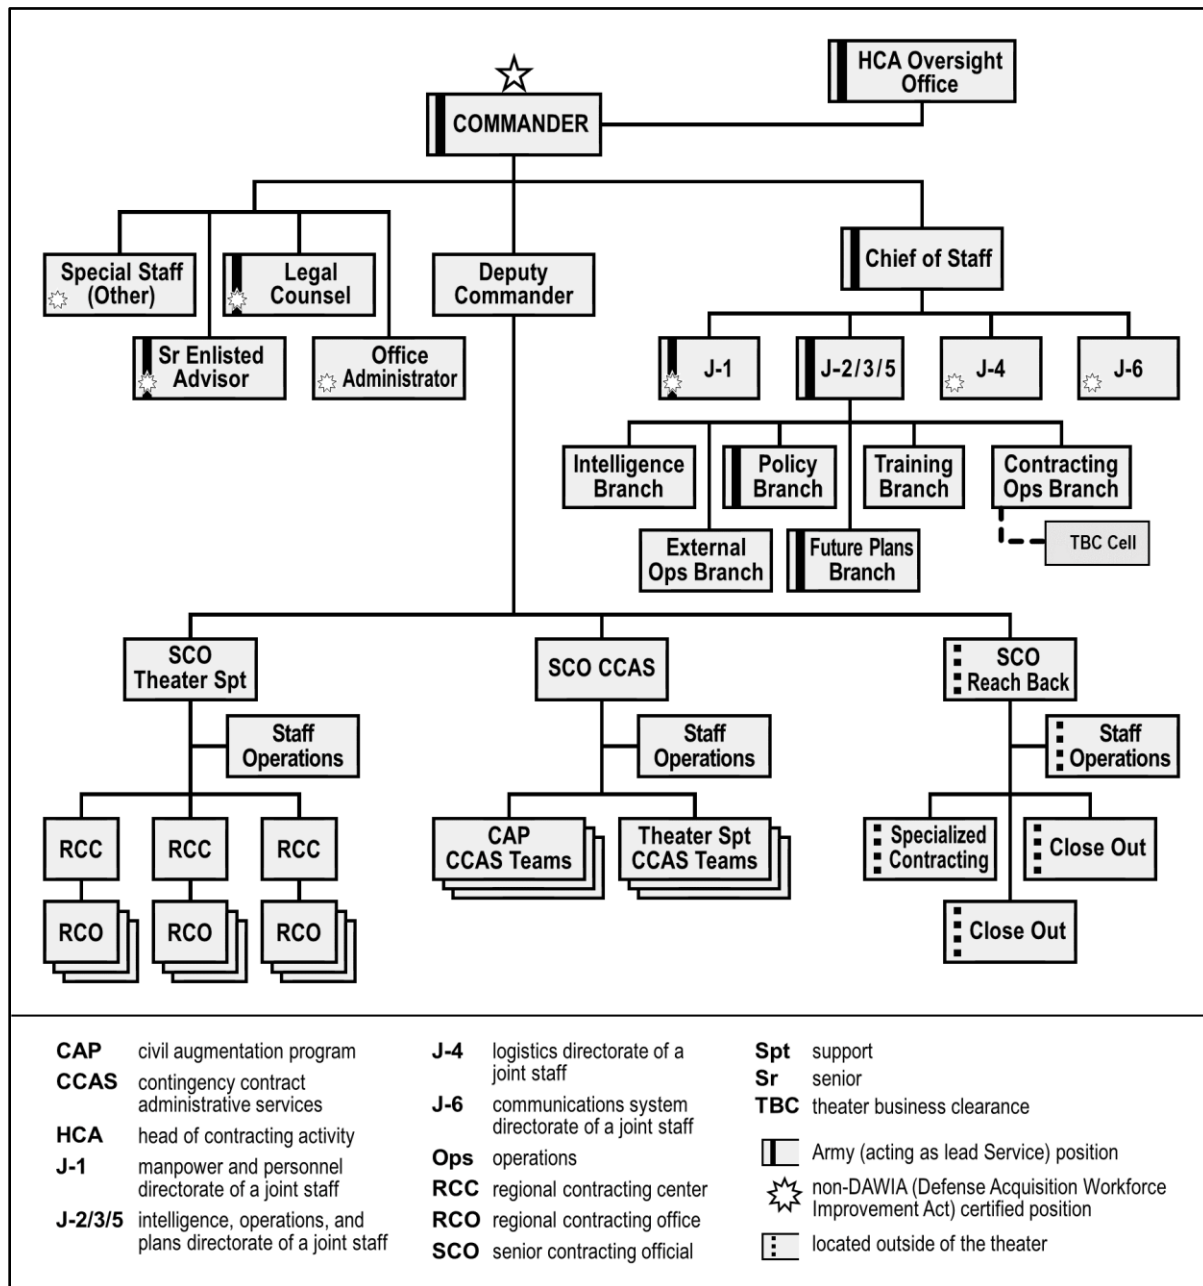 HCA Oversight
Office
COMMANDER
Special Staff
(Other)
Legal
Counsel
Deputy
Commander
Chief of Staff
Sr Enlisted
Advisor
Office
Administrator
J-1
J-2/3/5
J-4
J-6
Intelligence
Branch
Policy
Branch
Training
Branch
Contracting
Ops Branch
External
Ops Branch
Future Plans
Branch
TBC Cell
SCO
Theater Spt
SCO CCAS
SCO
Reach Back
Staff
Operations
Staff
Operations
Staff
Operations
RCC
RCC
RCC
CAP
CCAS Teams
Theater Spt
CCAS Teams
Specialized
Contracting
Close Out
RCO
RCO
RCO
Close Out
CAP civil augmentation program
CCAS contingency contract
administrative services
HCA head of contracting activity
J-1 manpower and personnel
directorate of a joint staff
J-2/3/5 intelligence, operations, and
plans directorate of a joint staff
J-4 logistics directorate of a
joint staff
J-6 communications system
directorate of a joint staff
Ops operations
RCC regional contracting center
RCO regional contracting office
SCO senior contracting official
Spt support
Sr senior
TBC theater business clearance
Army (acting as lead Service) position
non-DAWIA (Defense Acquisition Workforce
Improvement Act) certified position
located outside of the theater